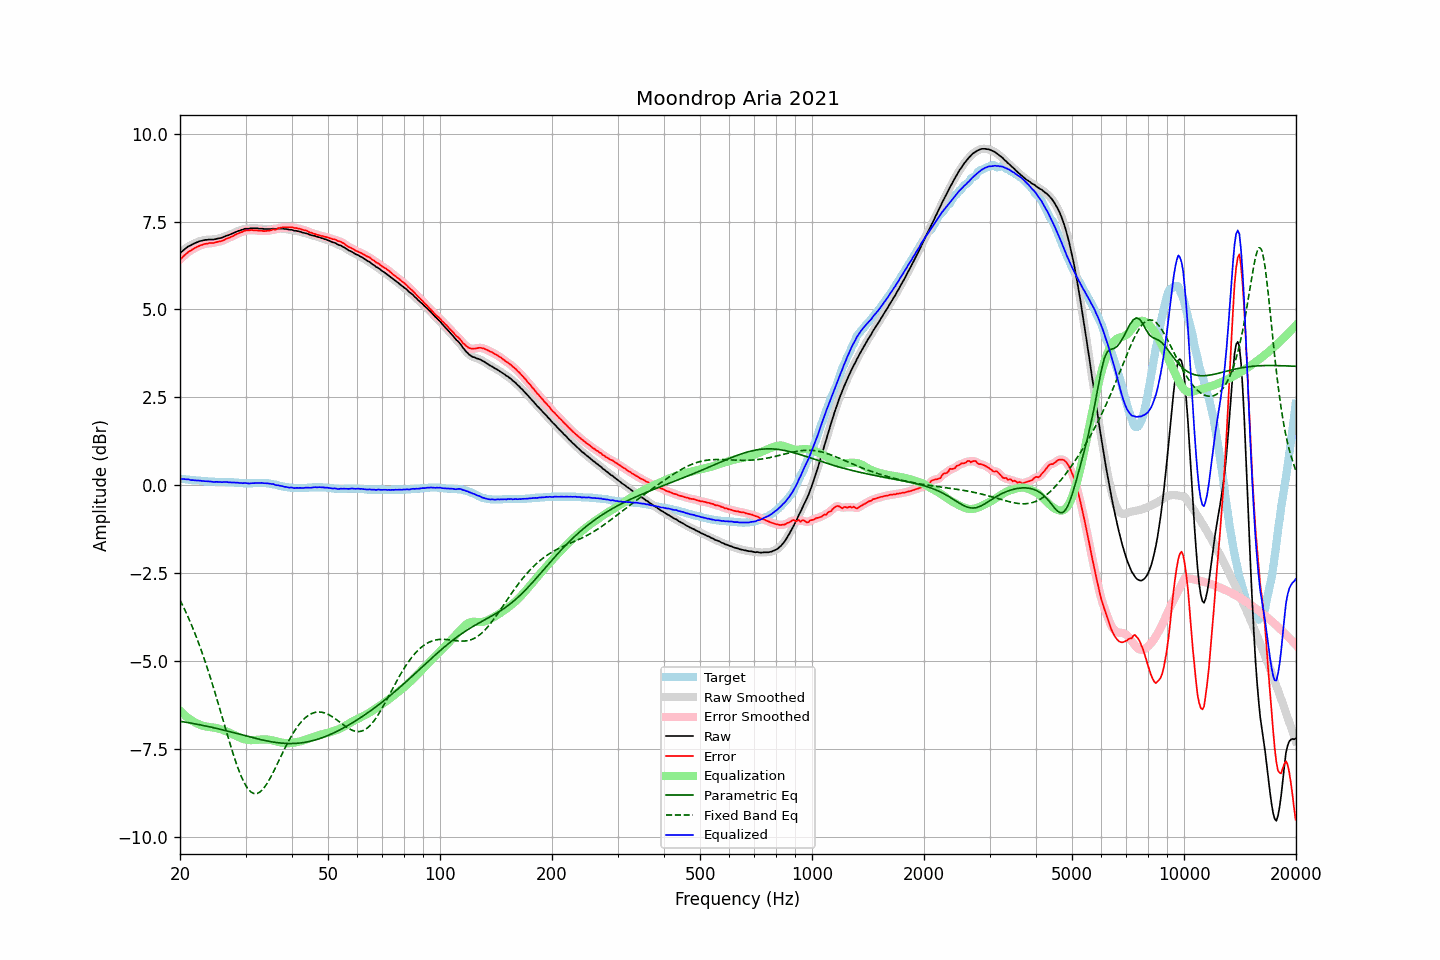 Moondrop Aria 2021
Amplitude (dBr)
10.0
7.5
5.0
2.5
0.0
−2.5
−5.0
−7.5
−10.0
Target
Raw Smoothed
Error Smoothed
Raw
Error
Equalization
Parametric Eq
Fixed Band Eq
Equalized
20 50 100 200 500 1000 2000 5000 10000 20000
Frequency (Hz)